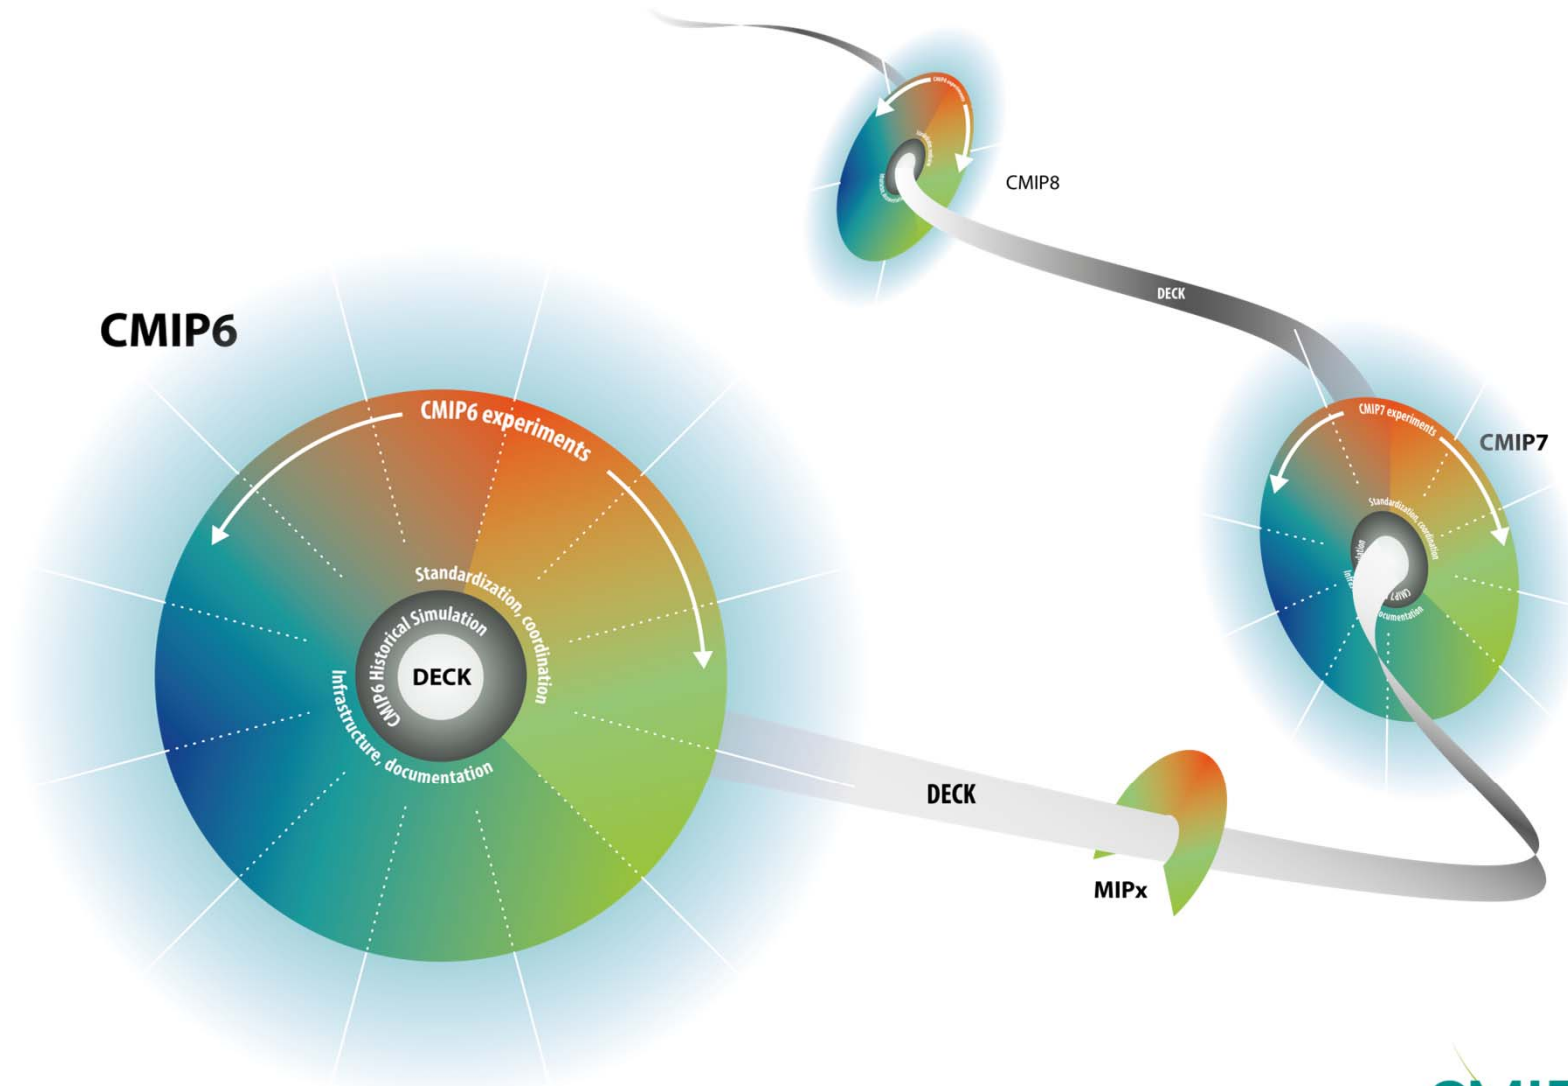 CMIP6
CMIP6 experiments
Standardization, coordination
CMIP6 Historical Simulation
DECK
Infrastructure, documentation
DECK
MIPx
CMIP7
CMIP7 experiments
Standardization, coordination
CMIP7
DECK
CMIP8